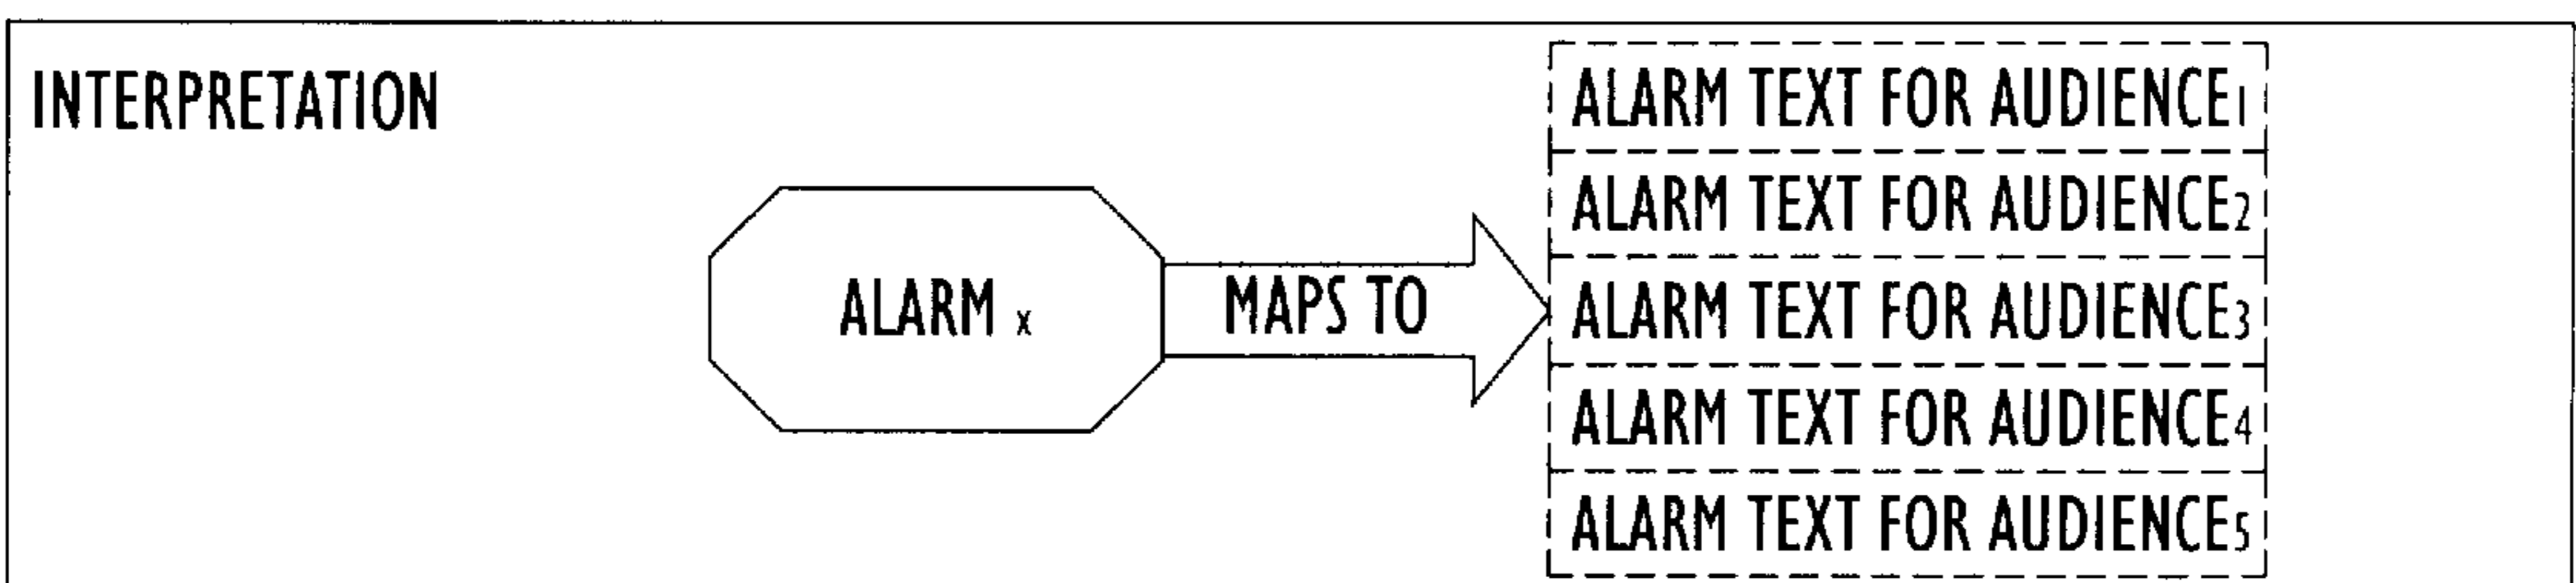 INTERPRETATION
ALARM x
MAPS TO
ALARM TEXT FOR AUDIENCE1
ALARM TEXT FOR AUDIENCE2
ALARM TEXT FOR AUDIENCE3
ALARM TEXT FOR AUDIENCE4
ALARM TEXT FOR AUDIENCE5